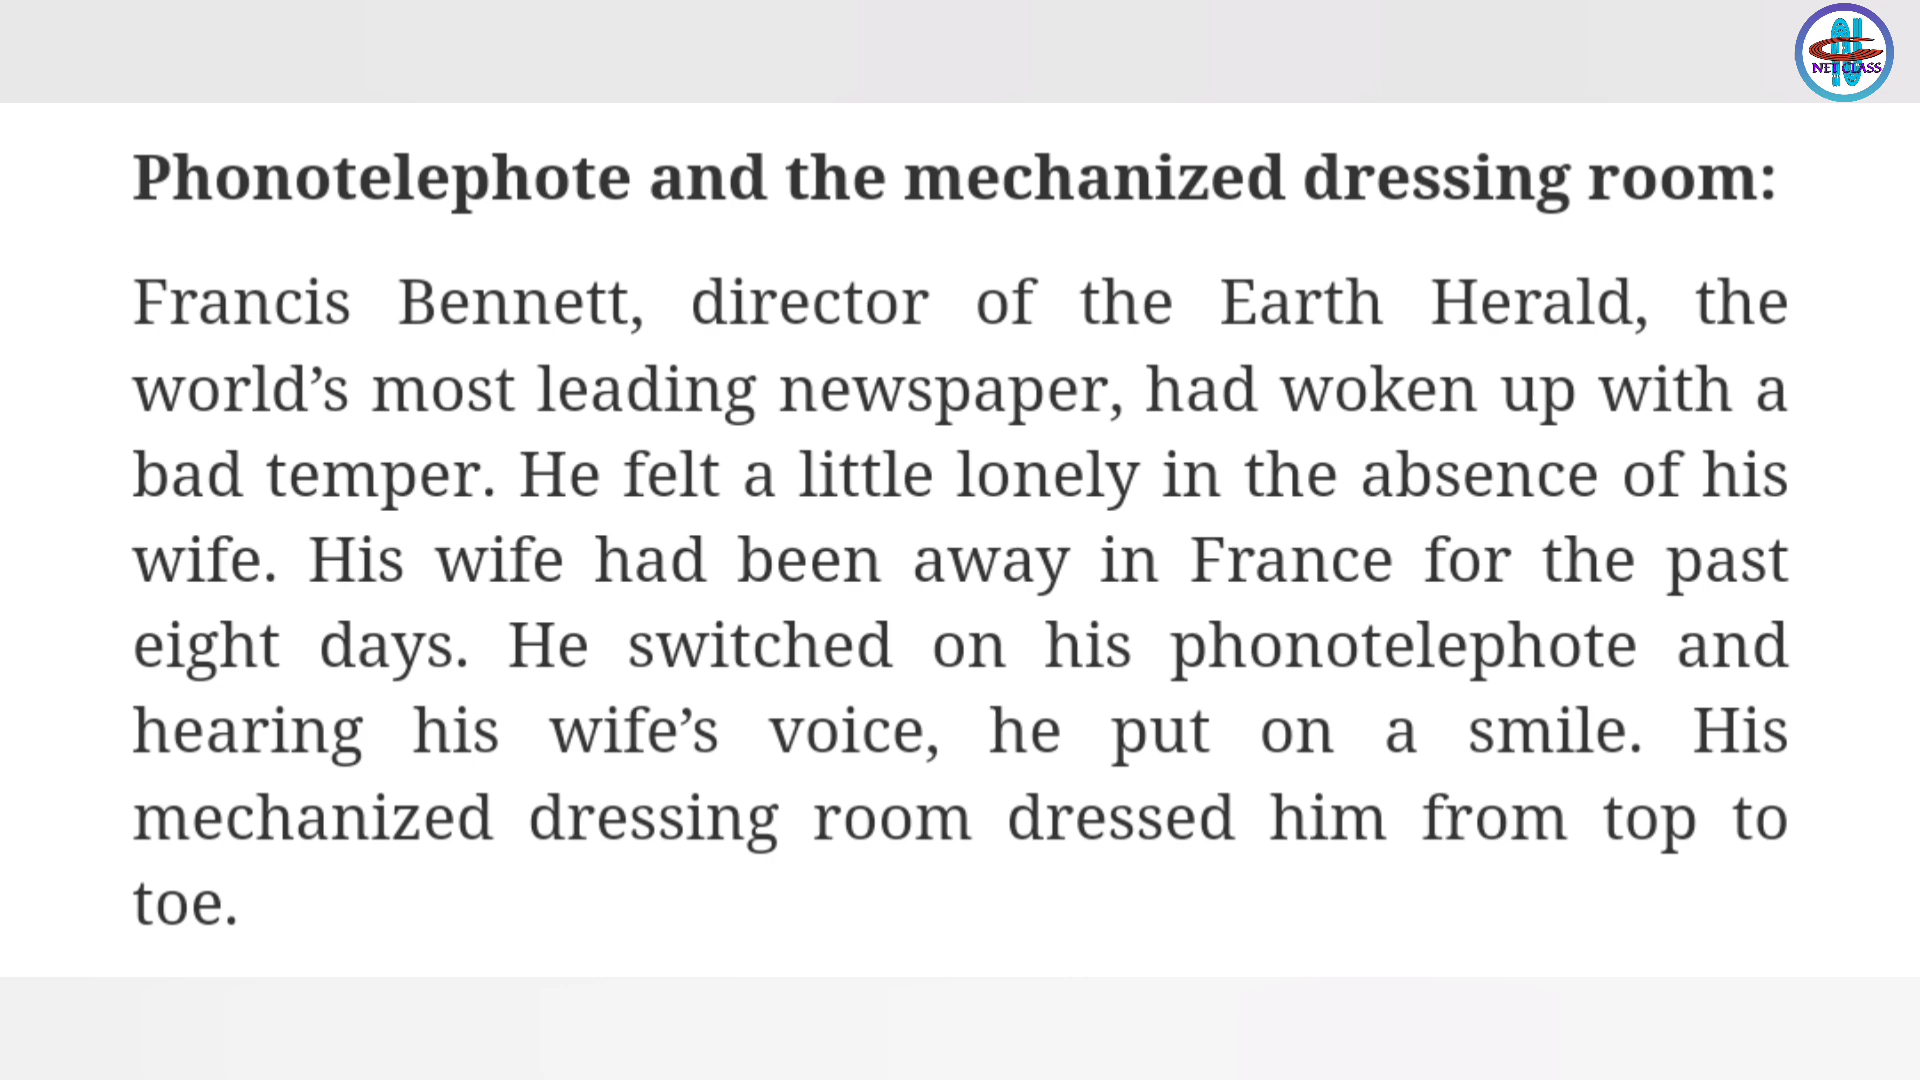 NET CLASS
Phonotelephote and the mechanized dressing room:
Francis Bennett, director of the Earth Herald, the
world’s most leading newspaper, had woken up with a
bad temper. He felt a little lonely in the absence of his
wife. His wife had been away in France for the past
eight days. He switched on his phonotelephote and
hearing his wife’s voice, he put on a smile. His
mechanized dressing room dressed him from top to
toe.